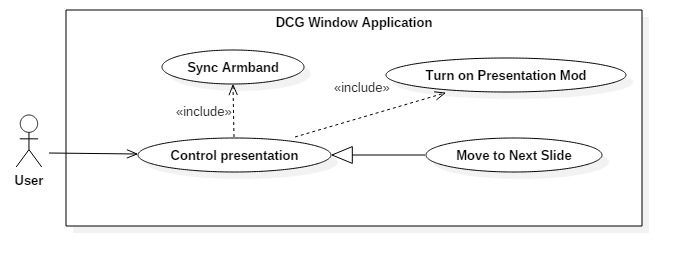 DCG Window Application
Sync Armband
Turn on Presentation Mod
«include»
«include»
Control presentation
Move to Next Slide
User